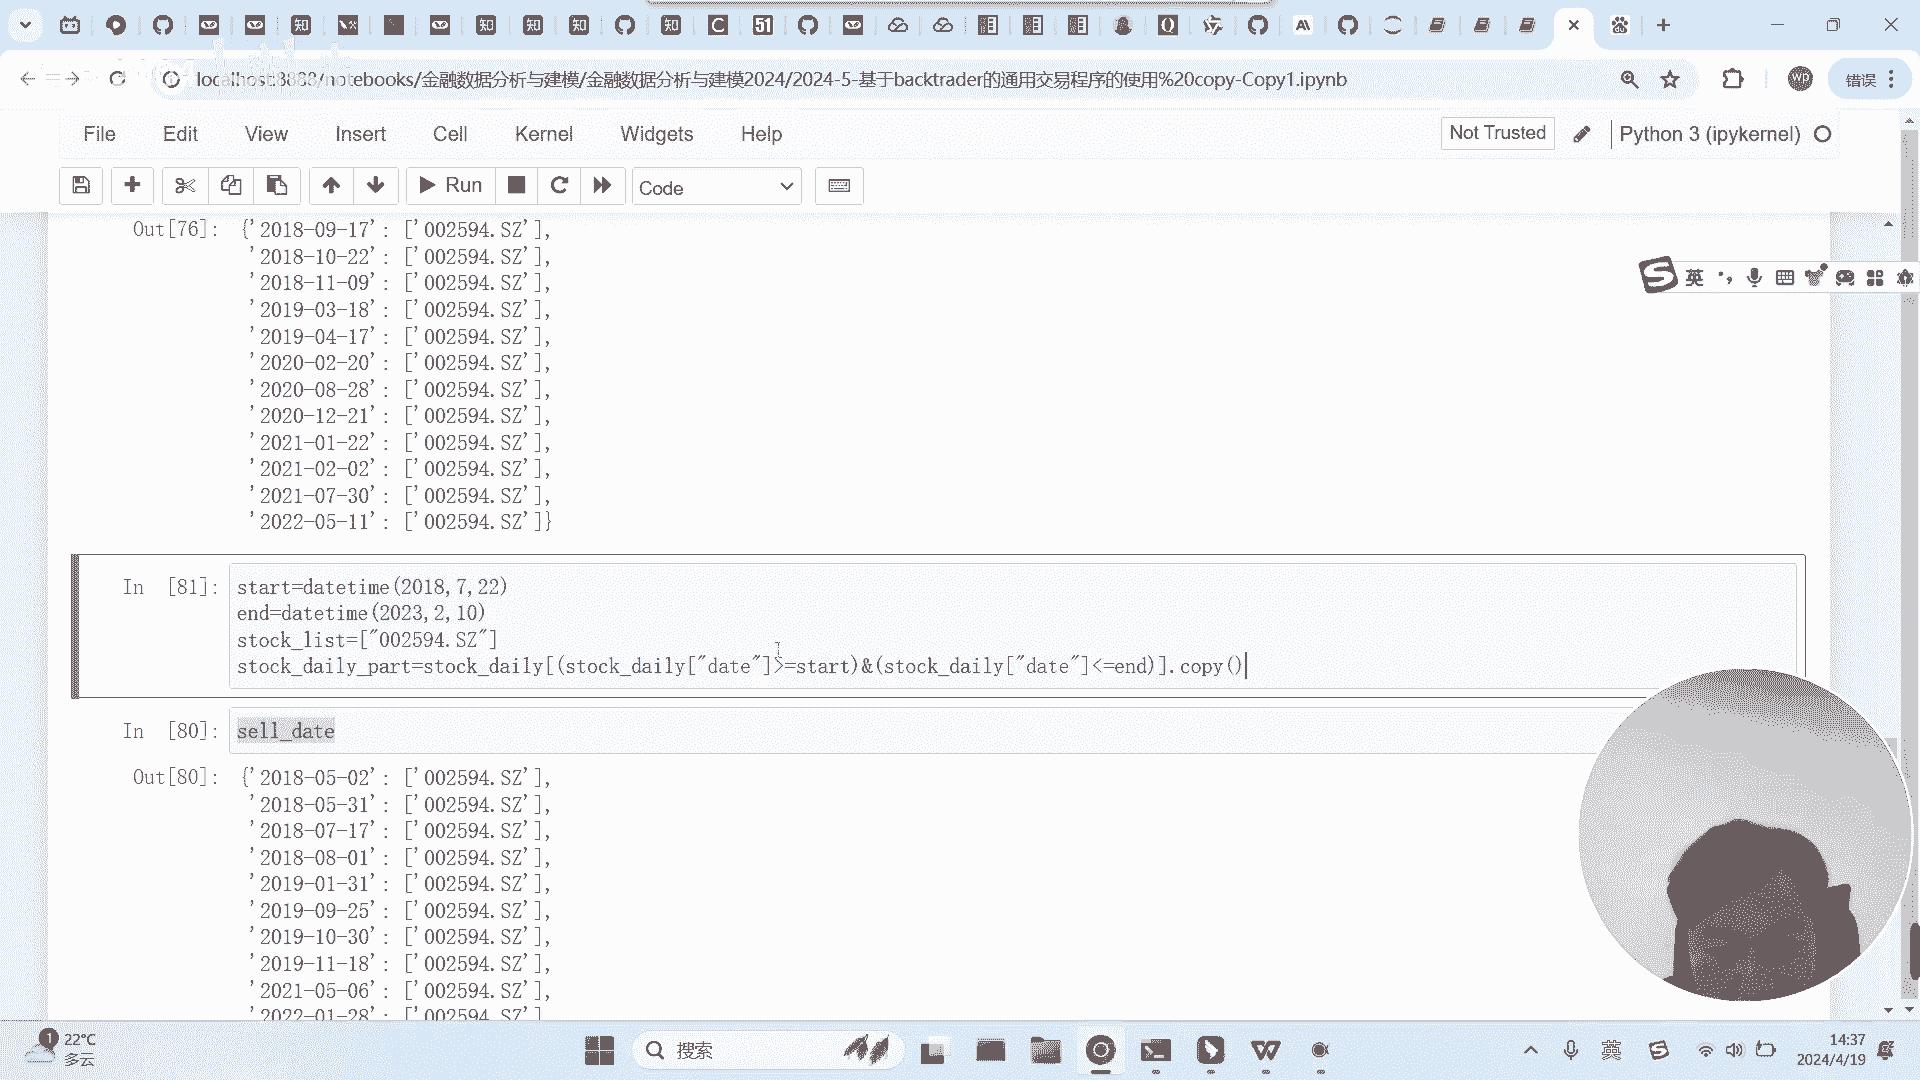 localhost:8888/notebooks/金融数据分析与建模/金融数据分析与建模2024/2024-5-基于backtrader的通用交易程序的使用%20copy-Copy1.ipynb
wp
错误
File Edit View Insert Cell Kernel Widgets Help
Not Trusted
Python 3 (ipykernel)
Run
Code
Out[76]: {'2018-09-17': ['002594.SZ'],
'2018-10-22': ['002594.SZ'],
'2018-11-09': ['002594.SZ'],
'2019-03-18': ['002594.SZ'],
'2019-04-17': ['002594.SZ'],
'2020-02-20': ['002594.SZ'],
'2020-08-28': ['002594.SZ'],
'2020-12-21': ['002594.SZ'],
'2021-01-22': ['002594.SZ'],
'2021-02-02': ['002594.SZ'],
'2021-07-30': ['002594.SZ'],
'2022-05-11': ['002594.SZ']}
英
In [81]: start=datetime(2018,7,22)
end=datetime(2023,2,10)
stock_list=["002594.SZ"]
stock_daily_part=stock_daily[(stock_daily["date"]>=start)&(stock_daily["date"]<=end)].copy()
In [80]: sell_date
Out[80]: {'2018-05-02': ['002594.SZ'],
'2018-05-31': ['002594.SZ'],
'2018-07-17': ['002594.SZ'],
'2018-08-01': ['002594.SZ'],
'2019-01-31': ['002594.SZ'],
'2019-09-25': ['002594.SZ'],
'2019-10-30': ['002594.SZ'],
'2019-11-18': ['002594.SZ'],
'2021-05-06': ['002594.SZ'],
'2022-01-28': ['002594.SZ'],
1
22°C
多云
搜索
英
14:37
2024/4/19